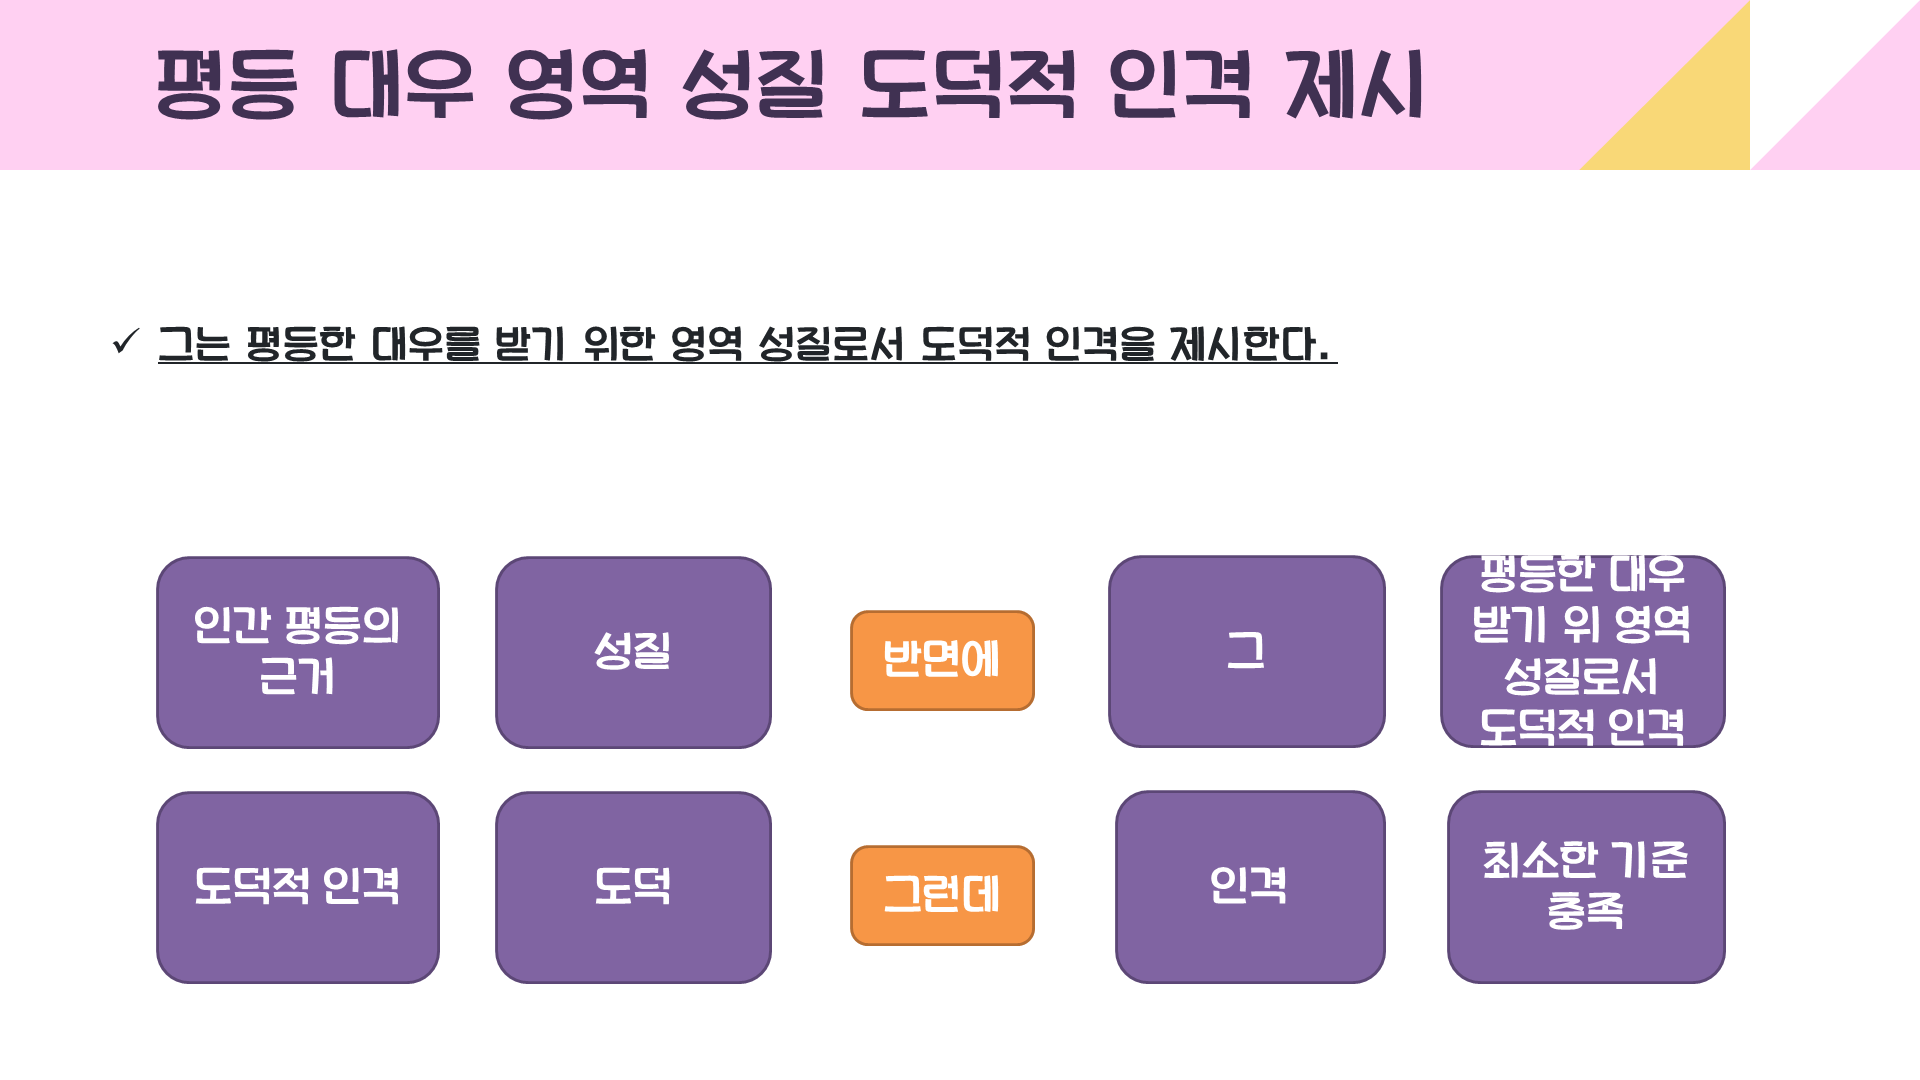 평등 대우 영역 성질 도덕적 인격 제시
✓ 그는 평등한 대우를 받기 위한 영역 성질로서 도덕적 인격을 제시한다.
인간 평등의
근거
성질
반면에
그
평등한 대우
받기 위 영역
성질로서
도덕적 인격
도덕적 인격
도덕
그런데
인격
최소한 기준
충족